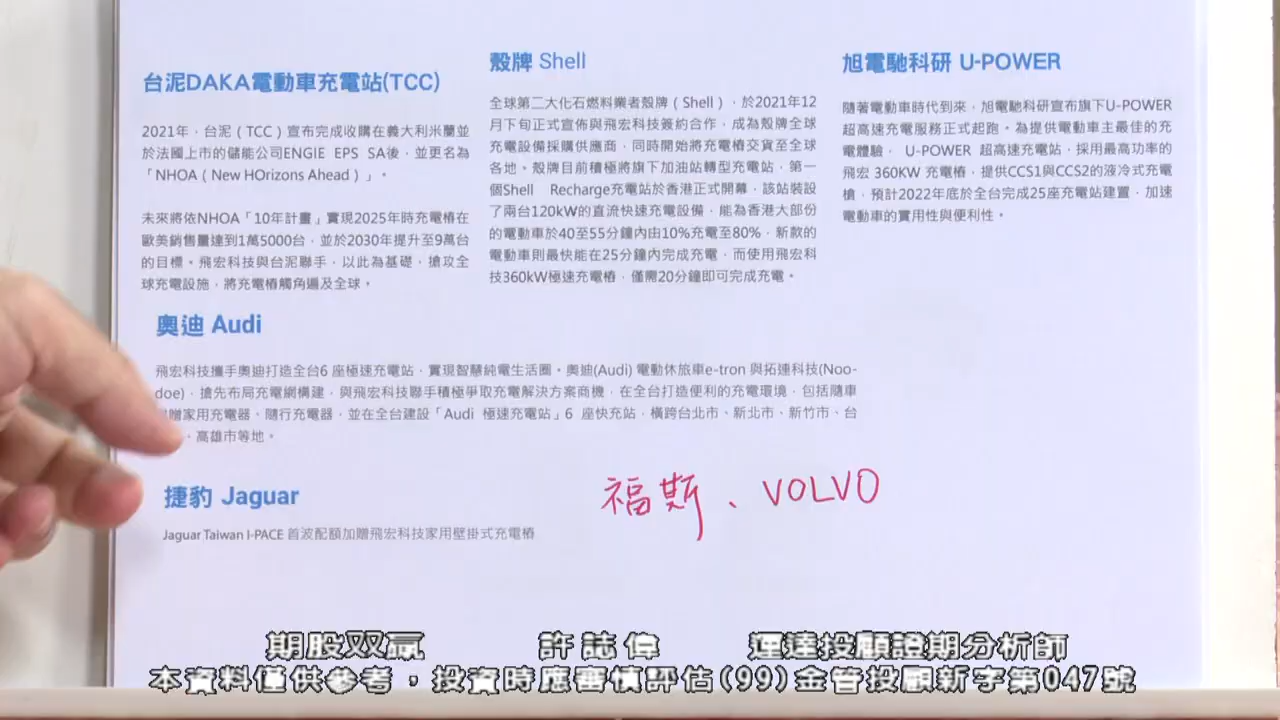 台泥DAKA電動車充電站(TCC)
2021年，台泥（TCC）宣布完成收購在義大利米蘭並
於法國上市的儲能公司ENGIE EPS SA後，並更名為
「NHOA（New HOrizons Ahead）」。
未來將依NHOA「10年計畫」實現2025年時充電樁在
歐美銷售量達到1萬5000台，並於2030年提升至9萬台
的目標。飛宏科技與台泥聯手，以此為基礎，搶攻全
球充電設施，將充電樁觸角遍及全球。
殼牌 Shell
全球第二大化石燃料業者殼牌（Shell），於2021年12
月下旬正式宣佈與飛宏科技簽約合作，成為殼牌全球
充電設備採購供應商，同時開始將充電樁交貨至全球
各地。殼牌目前積極將旗下加油站轉型充電站，第一
個Shell Recharge充電站於香港正式開幕，該站裝設
了兩台120kW的直流快速充電設備，能為香港大部份
的電動車於40至55分鐘內由10%充電至80%，新款的
電動車則最快能在25分鐘內完成充電，而使用飛宏科
技360kW極速充電樁，僅需20分鐘即可完成充電。
旭電馳科研 U-POWER
隨著電動車時代到來，旭電馳科研宣布旗下U-POWER
超高速充電服務正式起跑。為提供電動車主最佳的充
電體驗，U-POWER 超高速充電站，採用最高功率的
飛宏 360KW 充電樁，提供CCS1與CCS2的液冷式充電
槍，預計2022年底於全台完成25座充電站建置，加速
電動車的實用性與便利性。
奧迪 Audi
飛宏科技攜手奧迪打造全台6 座極速充電站，實現智慧純電生活圈。奧迪(Audi) 電動休旅車e-tron 與拓連科技(Noo-
doe)，搶先布局充電網構建，與飛宏科技聯手積極爭取充電解決方案商機，在全台打造便利的充電環境，包括隨車
贈家用充電器、隨行充電器，並在全台建設「Audi 極速充電站」6 座快充站，橫跨台北市、新北市、新竹市、台
、高雄市等地。
捷豹 Jaguar
Jaguar Taiwan I-PACE 首波配額加贈飛宏科技家用壁掛式充電樁
福斯、VOLVO
期股双贏 許誌偉 運達投顧證期分析師
本資料僅供參考，投資時應審慎評估(99)金管投顧新字第047號